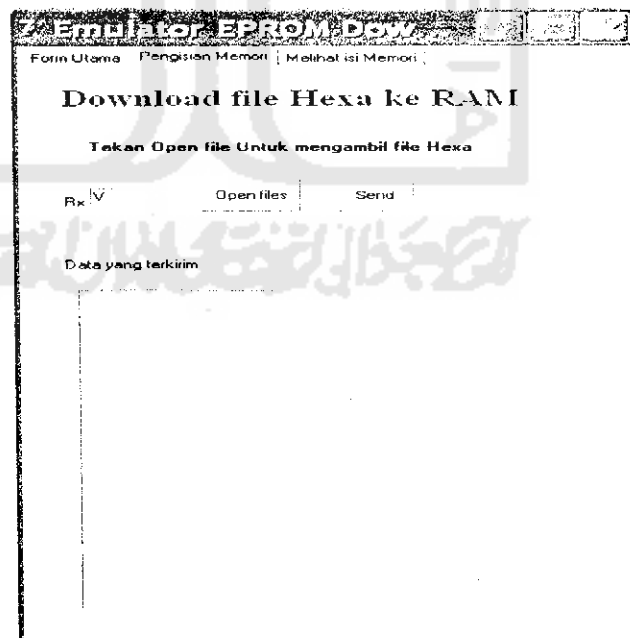 Emulator EPROM Dow...
Form Utama Pengisian Memori Melihat isi Memori
Download file Hexa ke RAM
Tekan Open file Untuk mengambil file Hexa
Rx V Open files Send
Data yang terkirim